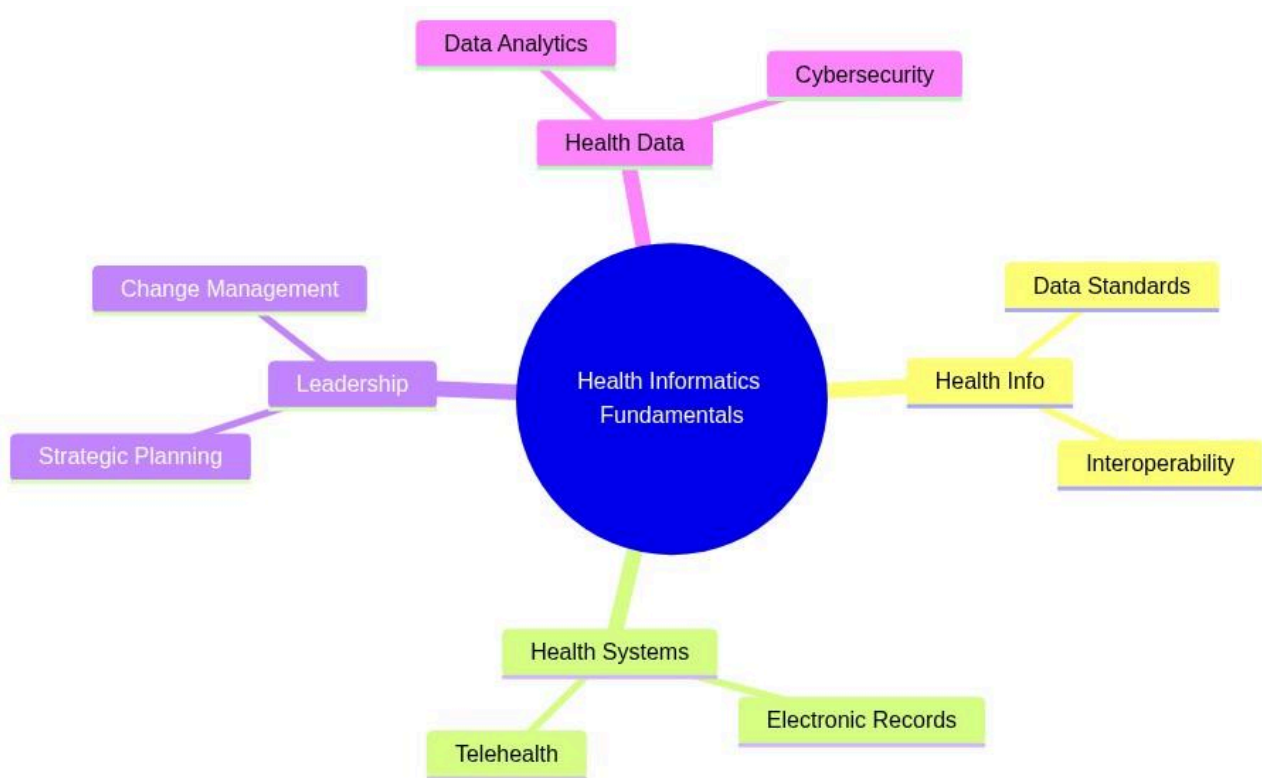 Data Analytics
Cybersecurity
Health Data
Change Management
Data Standards
Leadership
Health Informatics
Fundamentals
Health Info
Strategic Planning
Interoperability
Health Systems
Electronic Records
Telehealth